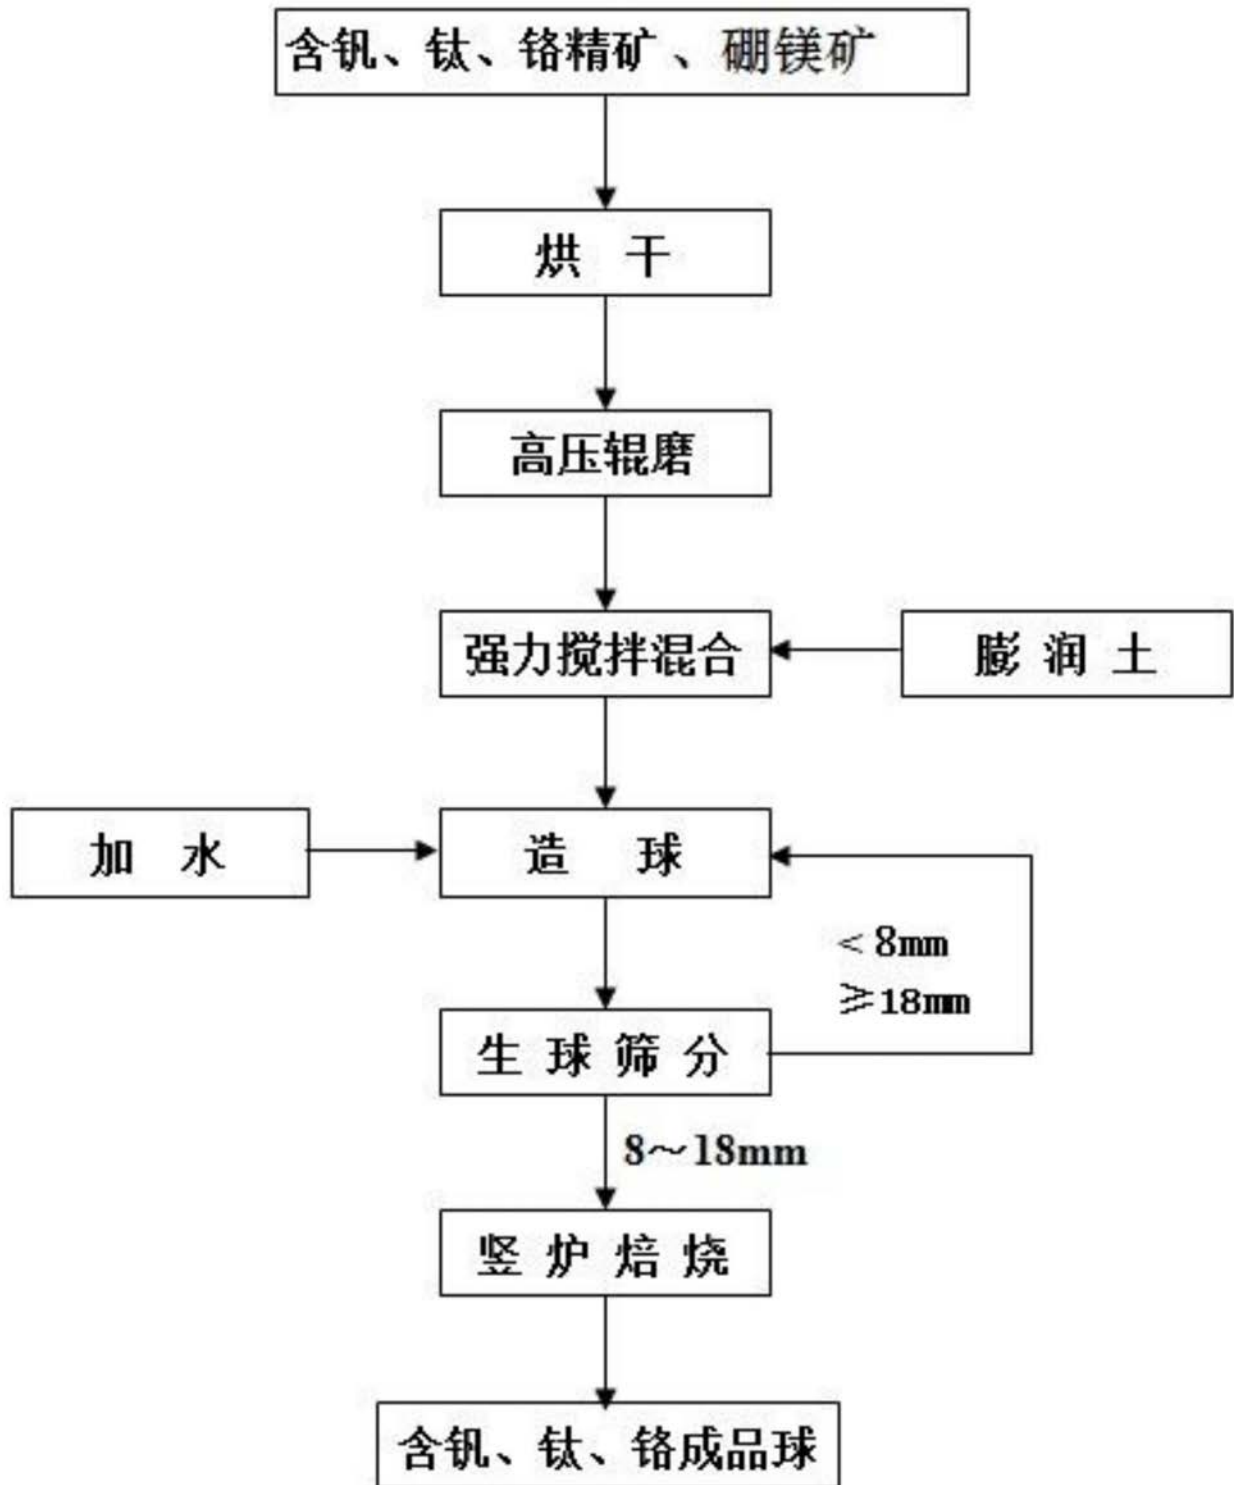 含钒、钛、铬精矿、硼镁矿
烘 干
高压辊磨
强力搅拌混合
膨 润 土
加 水
造 球
<8mm
≥18mm
生 球 筛 分
8～18mm
竖 炉 焙 烧
含钒、钛、铬成品球